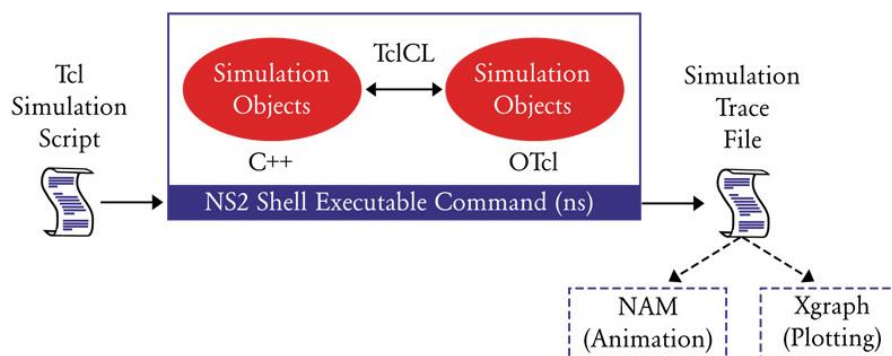 Tcl
Simulation
Script
TclCL
Simulation
Objects
Simulation
Objects
C++
OTcl
NS2 Shell Executable Command (ns)
Simulation
Trace
File
NAM
(Animation)
Xgraph
(Plotting)